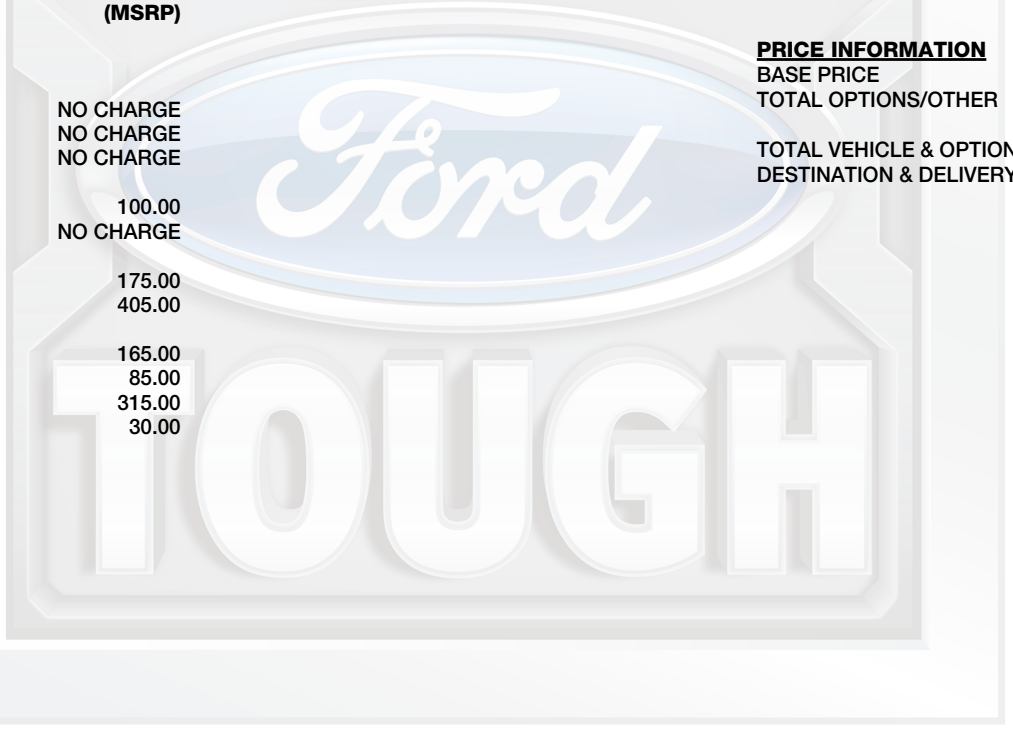 (MSRP)
NO CHARGE
NO CHARGE
NO CHARGE
100.00
NO CHARGE
175.00
405.00
165.00
85.00
315.00
30.00
PRICE INFORMATION
BASE PRICE
TOTAL OPTIONS/OTHER
TOTAL VEHICLE & OPTION
DESTINATION & DELIVERY
Ford
TOUGH